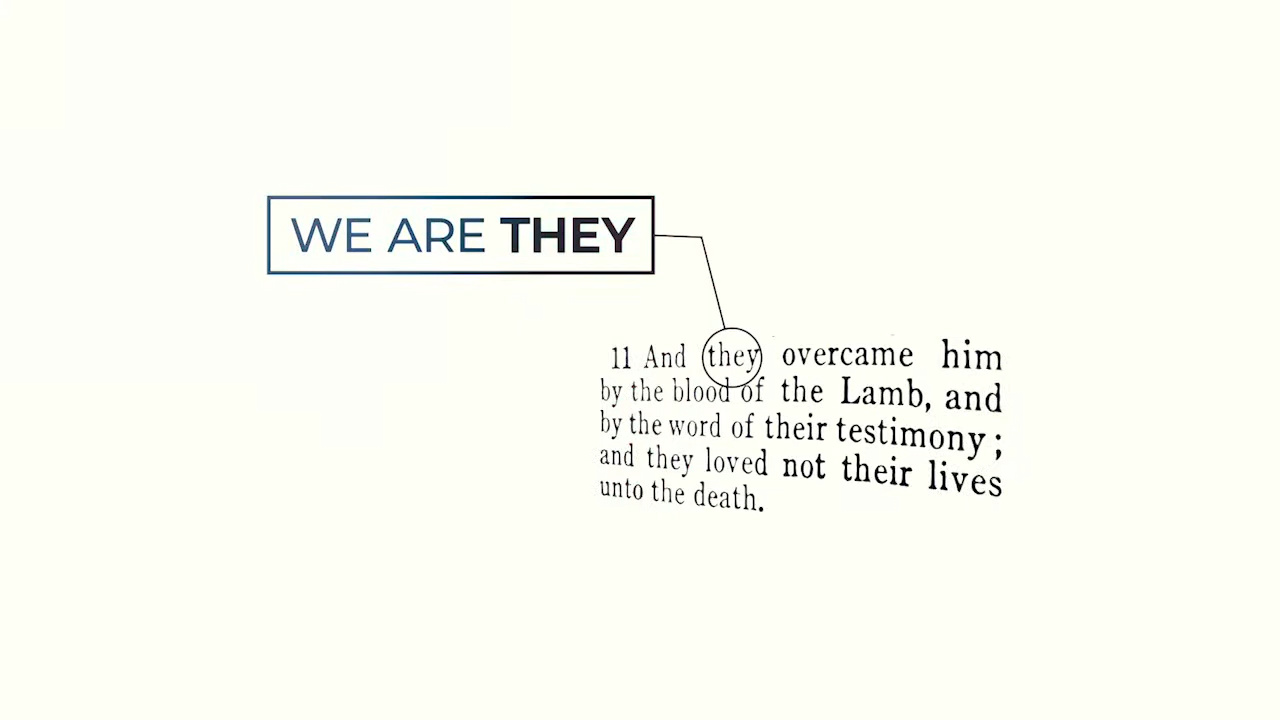 WE ARE THEY
11 And they overcame him
by the blood of the Lamb, and
by the word of their testimony ;
and they loved not their lives
unto the death.